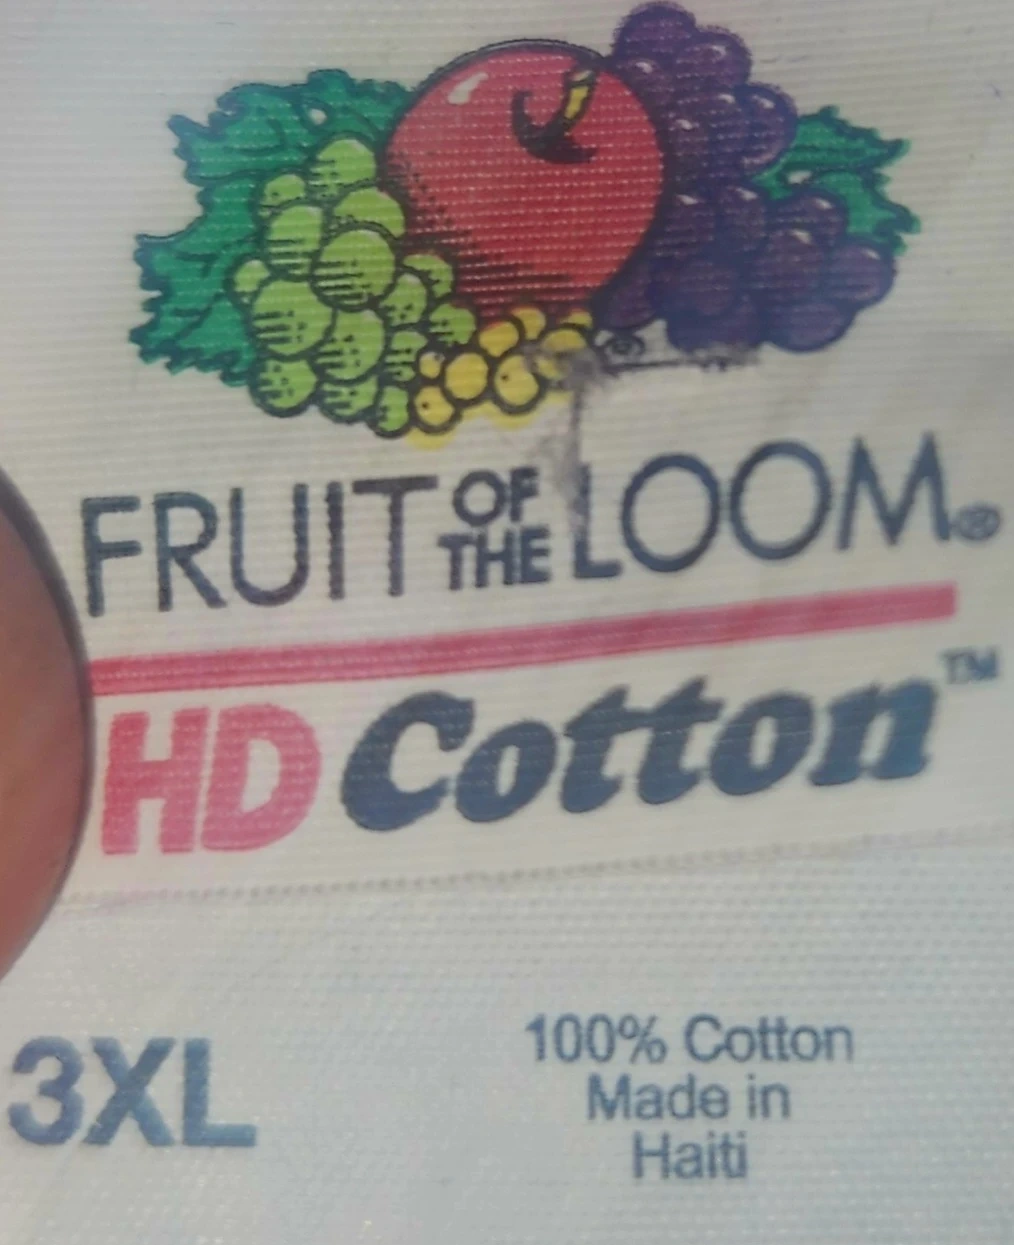 ®
FRUIT OF THE LOOM®
HD Cotton™
3XL
100% Cotton
Made in
Haiti